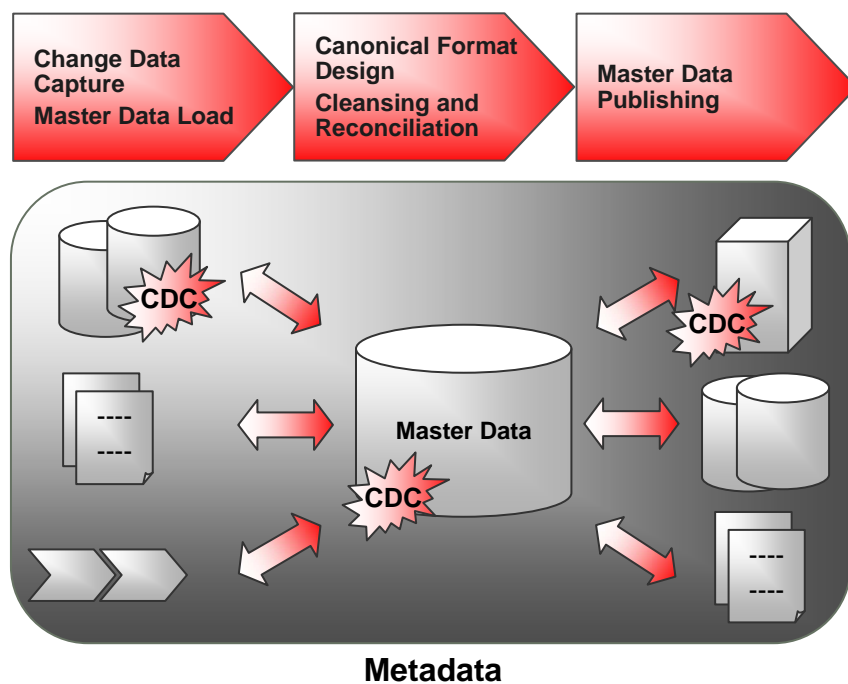 Change Data
Capture
Master Data Load
Canonical Format
Design
Cleansing and
Reconciliation
Master Data
Publishing
CDC
CDC
----
----
Master Data
CDC
----
----
Metadata